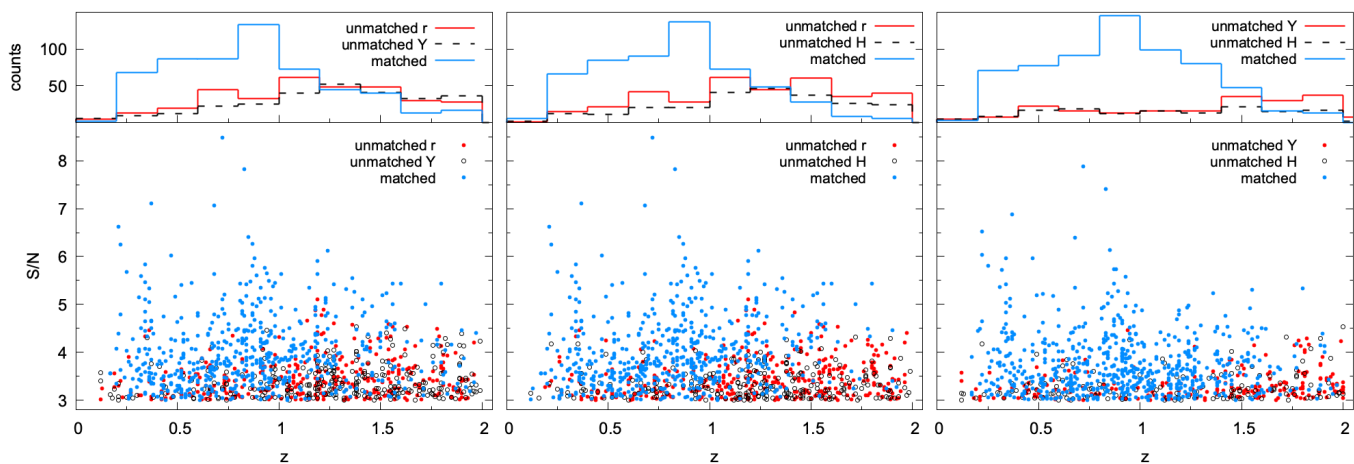 counts
100
50
unmatched r
unmatched Y
matched
unmatched r
unmatched H
matched
unmatched Y
unmatched H
matched
S/N
8
7
6
5
4
3
unmatched r
unmatched Y
matched
unmatched r
unmatched H
matched
unmatched Y
unmatched H
matched
0 0.5 1 1.5 2
0 0.5 1 1.5 2
0 0.5 1 1.5 2
z z z